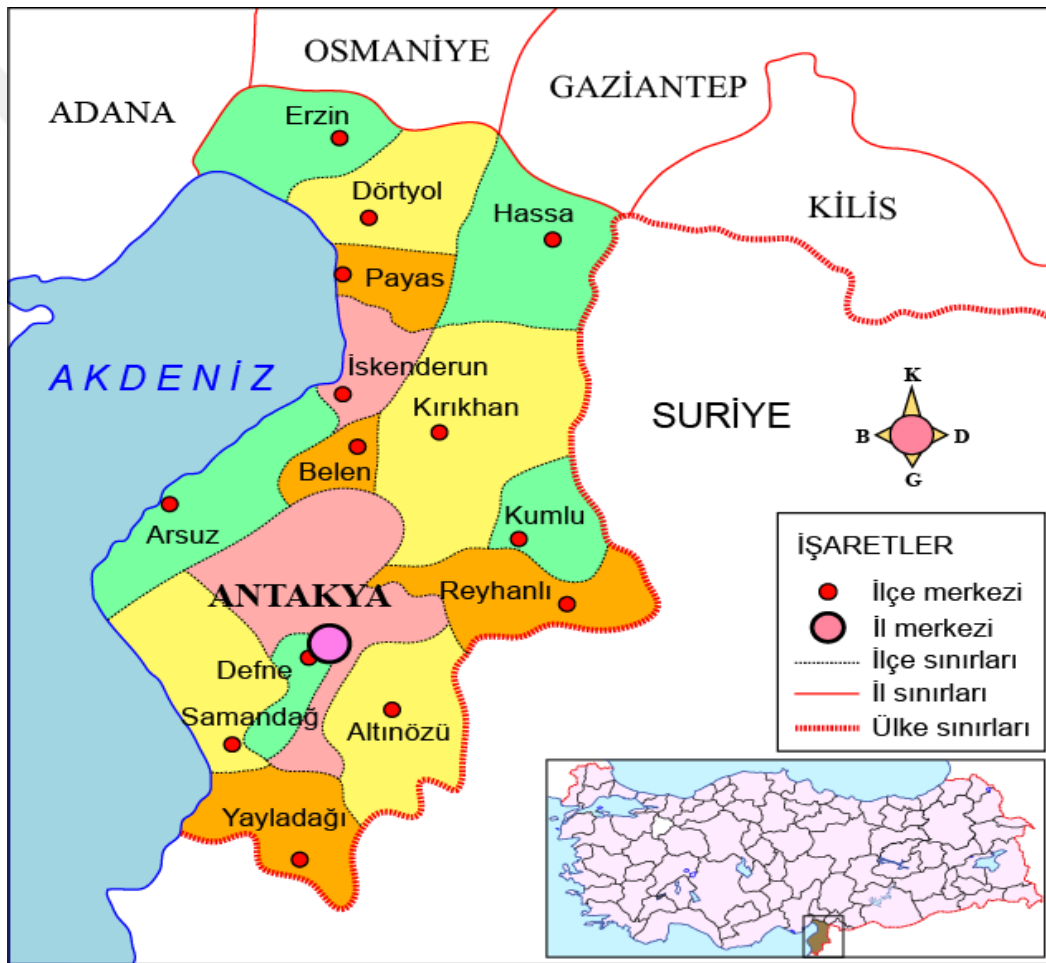 OSMANİYE
GAZİANTEP
ADANA
Erzin
Dörtyol
Hassa
KİLİS
Payas
AKDENİZ
İskenderun
Kırıkhan
SURİYE
K
B
D
G
Belen
Arsuz
Kumlu
ANTAKYA
Reyhanlı
Defne
Samandağ
Altınözü
Yayladağı
İŞARETLER
İlçe merkezi
İl merkezi
İlçe sınırları
İl sınırları
Ülke sınırları